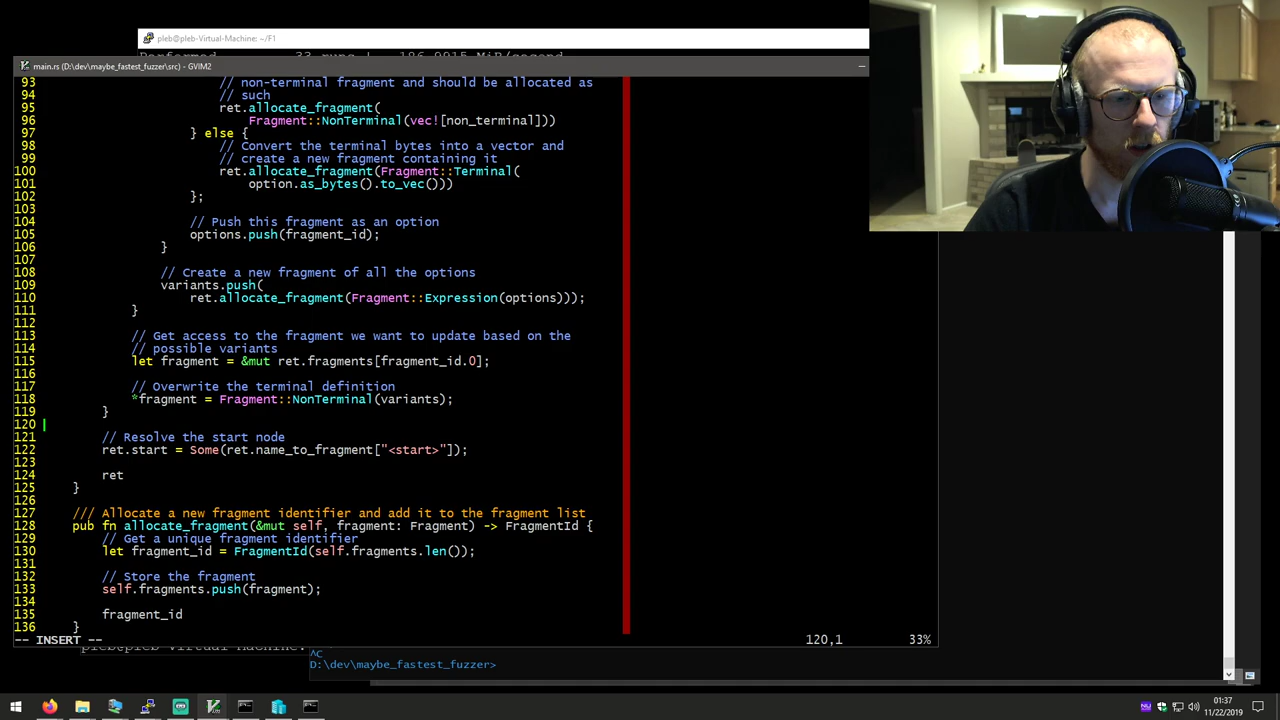 pleb@pleb-Virtual-Machine: ~/F1
main.rs (D:\dev\maybe_fastest_fuzzer\src) - GVIM2
93 // non-terminal fragment and should be allocated as
94 // such
95 ret.allocate_fragment(
96 Fragment::NonTerminal(vec![non_terminal]))
97 } else {
98 // Convert the terminal bytes into a vector and
99 // create a new fragment containing it
100 ret.allocate_fragment(Fragment::Terminal(
101 option.as_bytes().to_vec()))
102 };
103
104 // Push this fragment as an option
105 options.push(fragment_id);
106 }
107
108 // Create a new fragment of all the options
109 variants.push(
110 ret.allocate_fragment(Fragment::Expression(options)));
111 }
112
113 // Get access to the fragment we want to update based on the
114 // possible variants
115 let fragment = &mut ret.fragments[fragment_id.0];
116
117 // Overwrite the terminal definition
118 *fragment = Fragment::NonTerminal(variants);
119 }
120
121 // Resolve the start node
122 ret.start = Some(ret.name_to_fragment["<start>"]);
123
124 ret
125 }
126
127 /// Allocate a new fragment identifier and add it to the fragment list
128 pub fn allocate_fragment(&mut self, fragment: Fragment) -> FragmentId {
129 // Get a unique fragment identifier
130 let fragment_id = FragmentId(self.fragments.len());
131
132 // Store the fragment
133 self.fragments.push(fragment);
134
135 fragment_id
136 }
-- INSERT -- 120,1 33%
^C
D:\dev\maybe_fastest_fuzzer>
01:37
11/22/2019